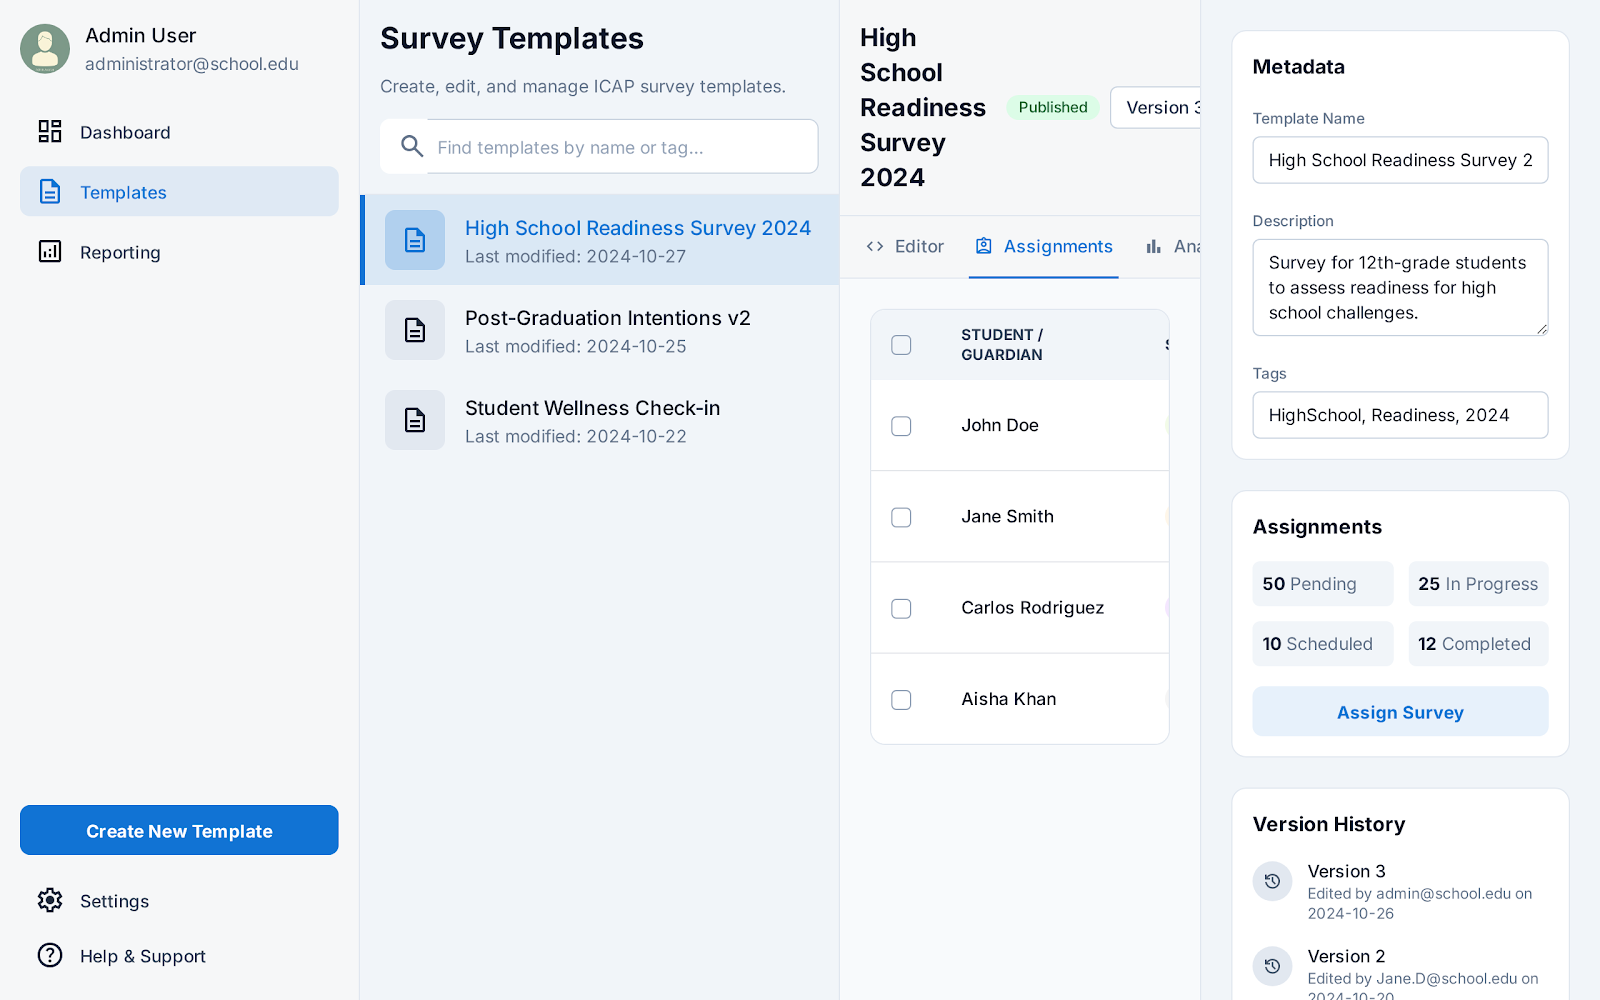 Admin User
administrator@school.edu
Dashboard
Templates
Reporting
Create New Template
Settings
Help & Support
Survey Templates
Create, edit, and manage ICAP survey templates.
Find templates by name or tag...
High School Readiness Survey 2024
Last modified: 2024-10-27
Post-Graduation Intentions v2
Last modified: 2024-10-25
Student Wellness Check-in
Last modified: 2024-10-22
High
School
Readiness
Survey
2024
Published
Version 3
Editor
Assignments
Ana
STUDENT /
GUARDIAN
John Doe
Jane Smith
Carlos Rodriguez
Aisha Khan
Metadata
Template Name
High School Readiness Survey 2
Description
Survey for 12th-grade students
to assess readiness for high
school challenges.
Tags
HighSchool, Readiness, 2024
Assignments
50 Pending
25 In Progress
10 Scheduled
12 Completed
Assign Survey
Version History
Version 3
Edited by admin@school.edu on
2024-10-26
Version 2
Edited by Jane.D@school.edu on
2024-10-20